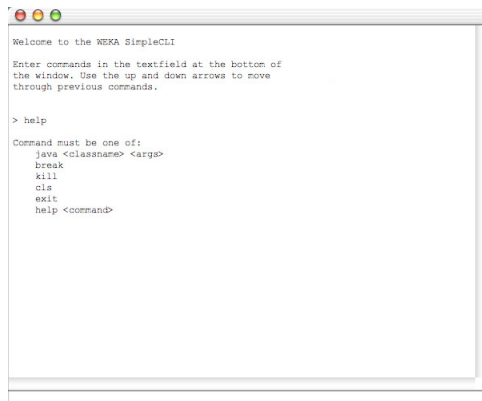 Welcome to the WEKA SimpleCLI
Enter commands in the textfield at the bottom of
the window. Use the up and down arrows to move
through previous commands.
> help
Command must be one of:
java <classname> <args>
break
kill
cls
exit
help <command>